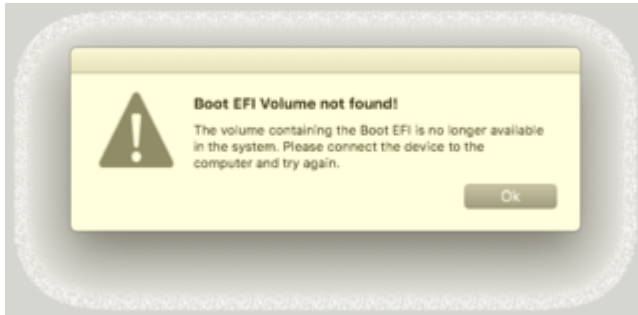 Boot EFI Volume not found!
The volume containing the Boot EFI is no longer available
in the system. Please connect the device to the
computer and try again.
Ok